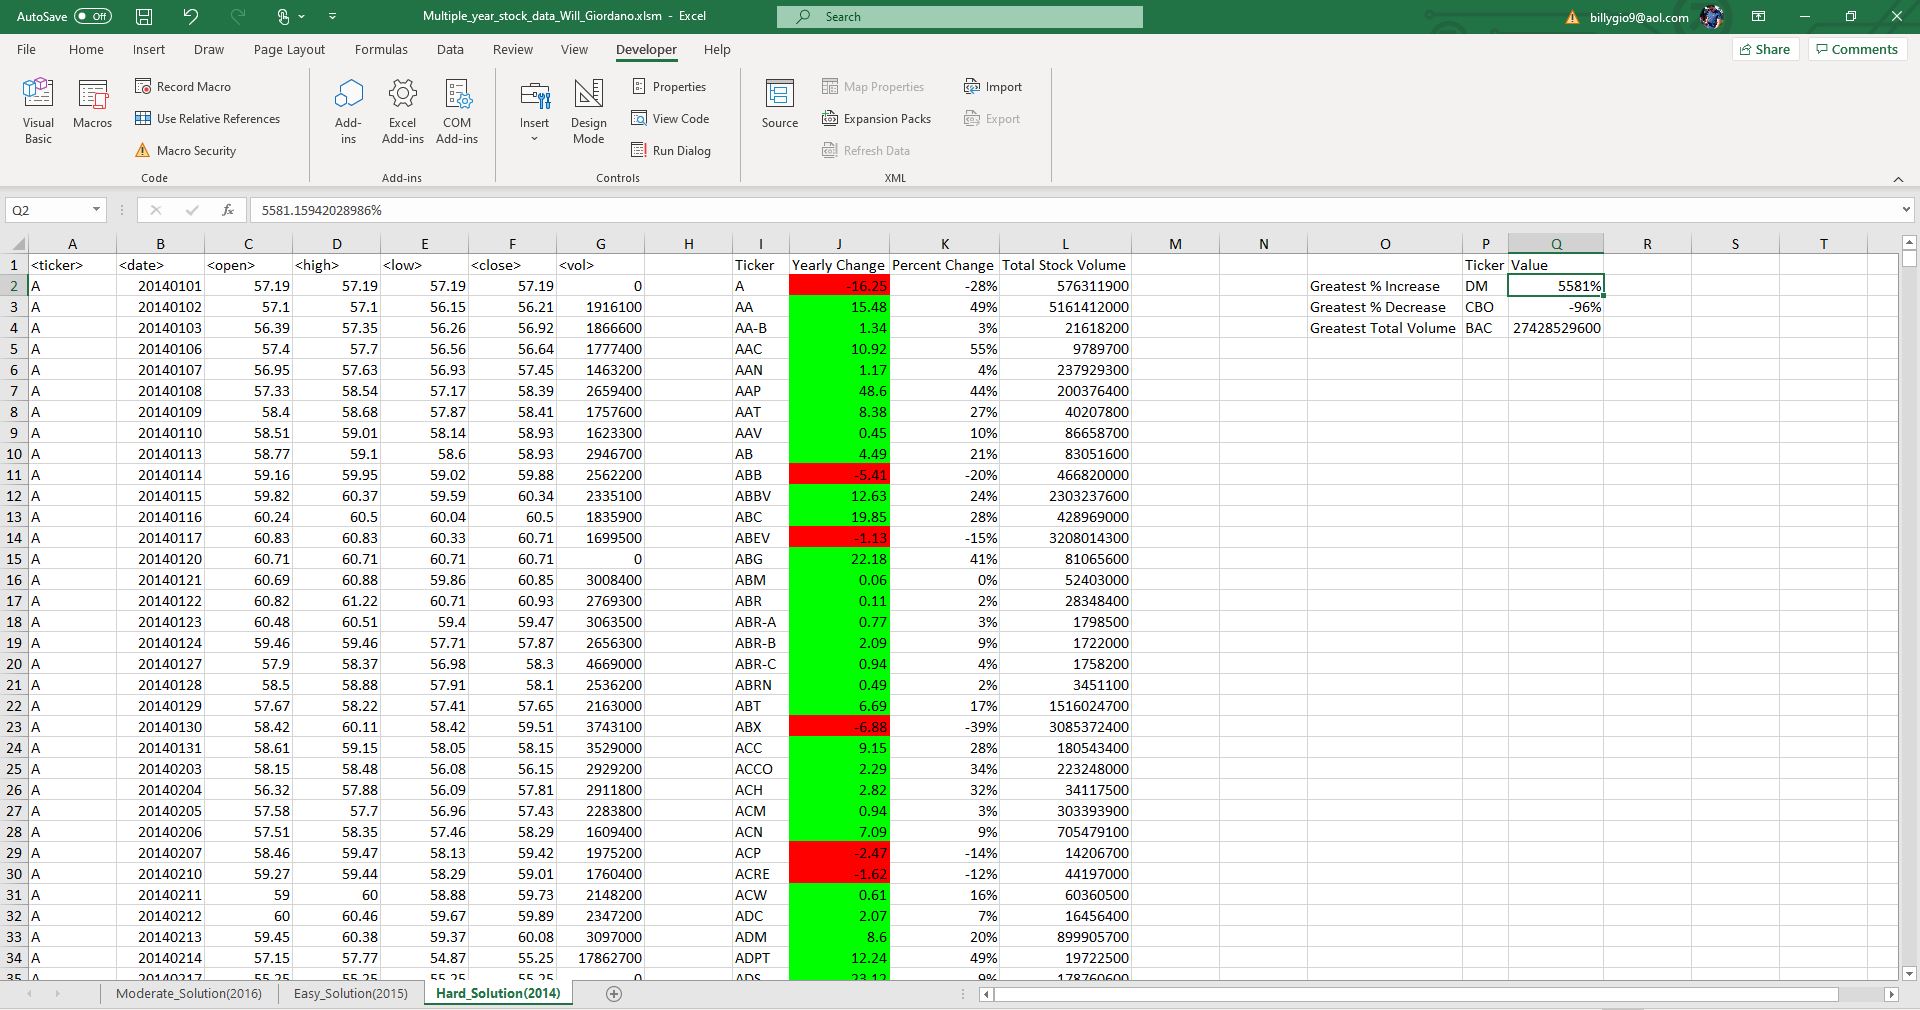 AutoSave Off Multiple_year_stock_data_Will_Giordano.xlsm - Excel Search billygio9@aol.com
File Home Insert Draw Page Layout Formulas Data Review View Developer Help Share Comments
Visual Basic Macros Record Macro Use Relative References Macro Security Code
Add-ins Excel Add-ins COM Add-ins Add-ins
Insert Design Mode Properties View Code Run Dialog Controls
Source Map Properties Expansion Packs Refresh Data Import Export XML
Q2 fx 5581.15942028986%
A B C D E F G H I J K L M N O P Q R S T
1 <ticker> <date> <open> <high> <low> <close> <vol> Ticker Yearly Change Percent Change Total Stock Volume Ticker Value
2 A 20140101 57.19 57.19 57.19 57.19 0 A -16.25 -28% 576311900 Greatest % Increase DM 5581%
3 A 20140102 57.1 57.1 56.15 56.21 1916100 AA 15.48 49% 5161412000 Greatest % Decrease CBO -96%
4 A 20140103 56.39 57.35 56.26 56.92 1866600 AA-B 1.34 3% 21618200 Greatest Total Volume BAC 27428529600
5 A 20140106 57.4 57.7 56.56 56.64 1777400 AAC 10.92 55% 9789700
6 A 20140107 56.95 57.63 56.93 57.45 1463200 AAN 1.17 4% 237929300
7 A 20140108 57.33 58.54 57.17 58.39 2659400 AAP 48.6 44% 200376400
8 A 20140109 58.4 58.68 57.87 58.41 1757600 AAT 8.38 27% 40207800
9 A 20140110 58.51 59.01 58.14 58.93 1623300 AAV 0.45 10% 86658700
10 A 20140113 58.77 59.1 58.6 58.93 2946700 AB 4.49 21% 83051600
11 A 20140114 59.16 59.95 59.02 59.88 2562200 ABB -5.41 -20% 466820000
12 A 20140115 59.82 60.37 59.59 60.34 2335100 ABBV 12.63 24% 2303237600
13 A 20140116 60.24 60.5 60.04 60.5 1835900 ABC 19.85 28% 428969000
14 A 20140117 60.83 60.83 60.33 60.71 1699500 ABEV -1.13 -15% 3208014300
15 A 20140120 60.71 60.71 60.71 60.71 0 ABG 22.18 41% 81065600
16 A 20140121 60.69 60.88 59.86 60.85 3008400 ABM 0.06 0% 52403000
17 A 20140122 60.82 61.22 60.71 60.93 2769300 ABR 0.11 2% 28348400
18 A 20140123 60.48 60.51 59.4 59.47 3063500 ABR-A 0.77 3% 1798500
19 A 20140124 59.46 59.46 57.71 57.87 2656300 ABR-B 2.09 9% 1722000
20 A 20140127 57.9 58.37 56.98 58.3 4669000 ABR-C 0.94 4% 1758200
21 A 20140128 58.5 58.88 57.91 58.1 2536200 ABRN 0.49 2% 3451100
22 A 20140129 57.67 58.22 57.41 57.65 2163000 ABT 6.69 17% 1516024700
23 A 20140130 58.42 60.11 58.42 59.51 3743100 ABX -6.88 -39% 3085372400
24 A 20140131 58.61 59.15 58.05 58.15 3529000 ACC 9.15 28% 180543400
25 A 20140203 58.15 58.48 56.08 56.15 2929200 ACCO 2.29 34% 223248000
26 A 20140204 56.32 57.88 56.09 57.81 2911800 ACH 2.82 32% 34117500
27 A 20140205 57.58 57.7 56.96 57.43 2283800 ACM 0.94 3% 303393900
28 A 20140206 57.51 58.35 57.46 58.29 1609400 ACN 7.09 9% 705479100
29 A 20140207 58.46 59.47 58.13 59.42 1975200 ACP -2.47 -14% 14206700
30 A 20140210 59.27 59.44 58.29 59.01 1760400 ACRE -1.62 -12% 44197000
31 A 20140211 59 60 58.88 59.73 2148200 ACW 0.61 16% 60360500
32 A 20140212 60 60.46 59.67 59.89 2347200 ADC 2.07 7% 16456400
33 A 20140213 59.45 60.38 59.37 60.08 3097000 ADM 8.6 20% 899905700
34 A 20140214 57.15 57.77 54.87 55.25 17862700 ADPT 12.24 49% 19722500
35 A 20140217 55.25 55.25 55.25 55.25 0 ADS 23.12 9% 178760600
Moderate_Solution(2016) Easy_Solution(2015) Hard_Solution(2014)